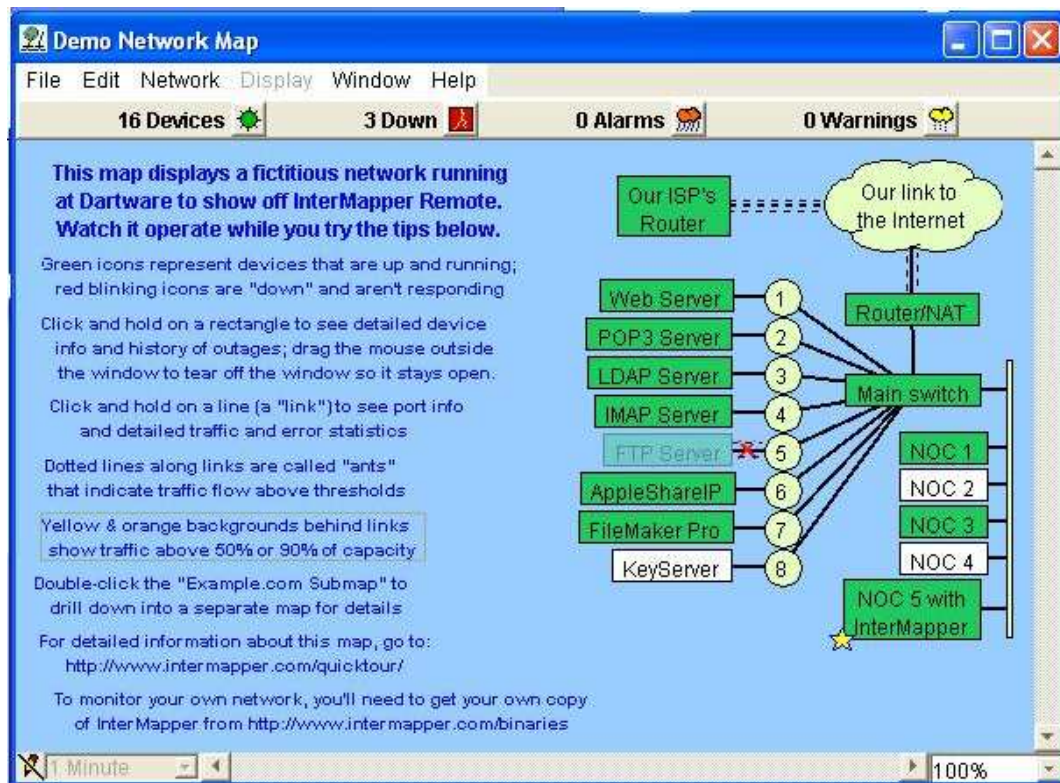 Demo Network Map
File Edit Network Display Window Help
16 Devices 3 Down 0 Alarms 0 Warnings
This map displays a fictitious network running
at Dartware to show off InterMapper Remote.
Watch it operate while you try the tips below.
Green icons represent devices that are up and running;
red blinking icons are "down" and aren't responding
Click and hold on a rectangle to see detailed device
info and history of outages; drag the mouse outside
the window to tear off the window so it stays open.
Click and hold on a line (a "link") to see port info
and detailed traffic and error statistics
Dotted lines along links are called "ants"
that indicate traffic flow above thresholds
Yellow & orange backgrounds behind links
show traffic above 50% or 90% of capacity
Double-click the "Example.com Submap" to
drill down into a separate map for details
For detailed information about this map, go to:
http://www.intermapper.com/quicktour/
To monitor your own network, you'll need to get your own copy
of InterMapper from http://www.intermapper.com/binaries
Our ISP's
Router
Our link to
the Internet
Router/NAT
Main switch
Web Server 1
POP3 Server 2
LDAP Server 3
IMAP Server 4
FTP Server 5
AppleShareIP 6
FileMaker Pro 7
KeyServer 8
NOC 1
NOC 2
NOC 3
NOC 4
NOC 5 with
InterMapper
1 Minute
100%